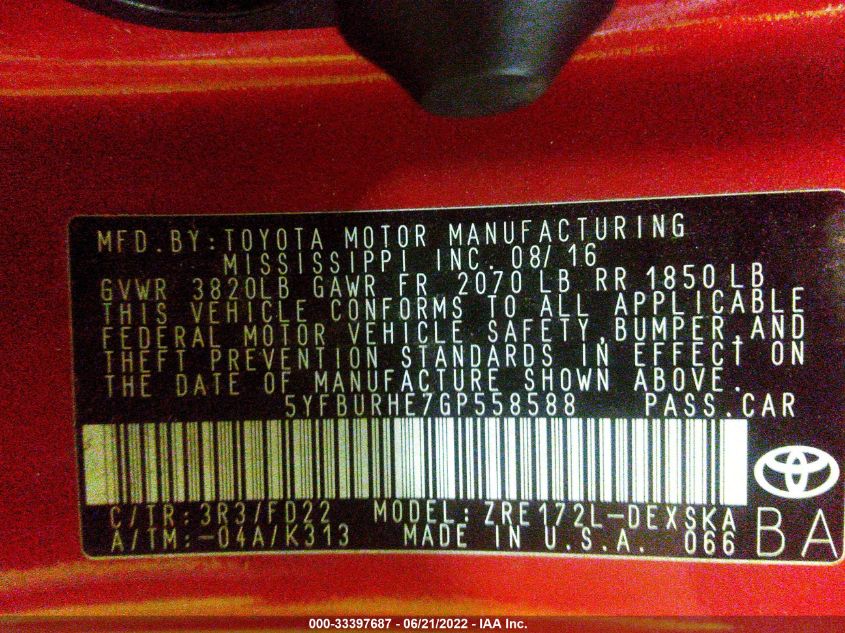 MFD.BY:TOYOTA MOTOR MANUFACTURING
MISSISSIPPI INC. 08/16
GVWR 3820LB GAWR FR 2070 LB RR 1850 LB
THIS VEHICLE CONFORMS TO ALL APPLICABLE
FEDERAL MOTOR VEHICLE SAFETY,BUMPER,AND
THEFT PREVENTION STANDARDS IN EFFECT ON
THE DATE OF MANUFACTURE SHOWN ABOVE.
5YFBURHE7GP558588 PASS.CAR
C/TR:3R3/FD22 MODEL:ZRE172L-DEXSKA
A/TM:-04A/K313 MADE IN U.S.A. 066
BA
000-33397687 - 06/21/2022 - IAA Inc.